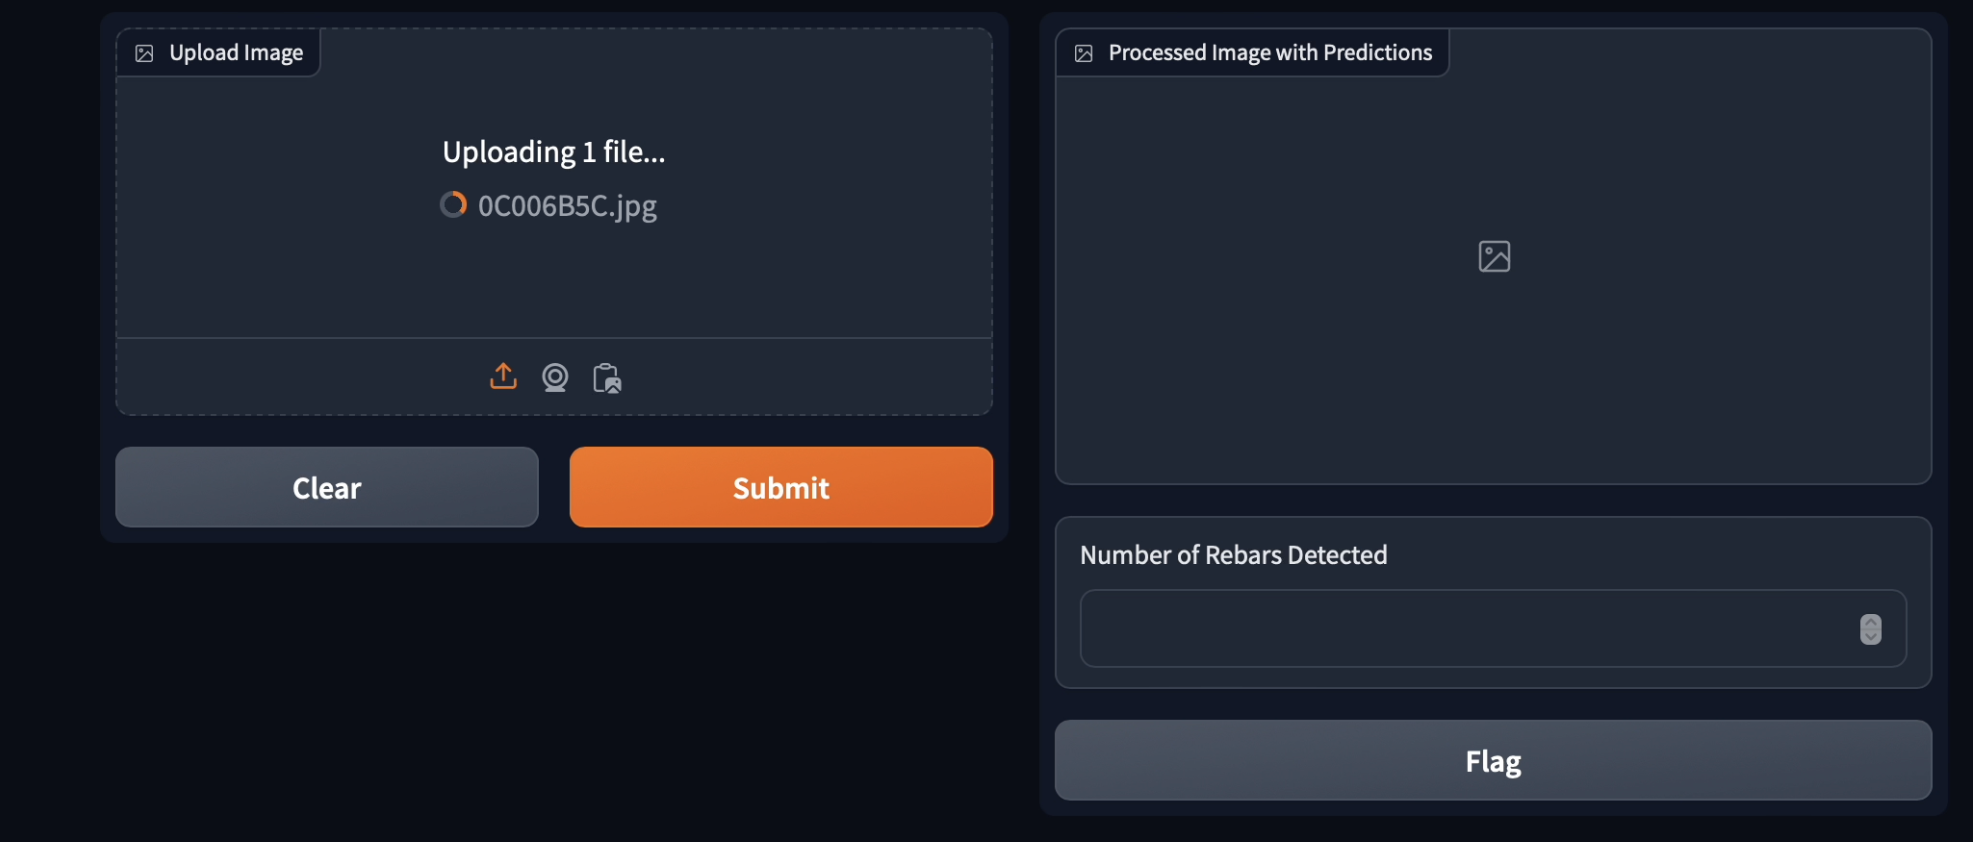 Upload Image
Uploading 1 file...
0C006B5C.jpg
Clear
Submit
Processed Image with Predictions
Number of Rebars Detected
Flag